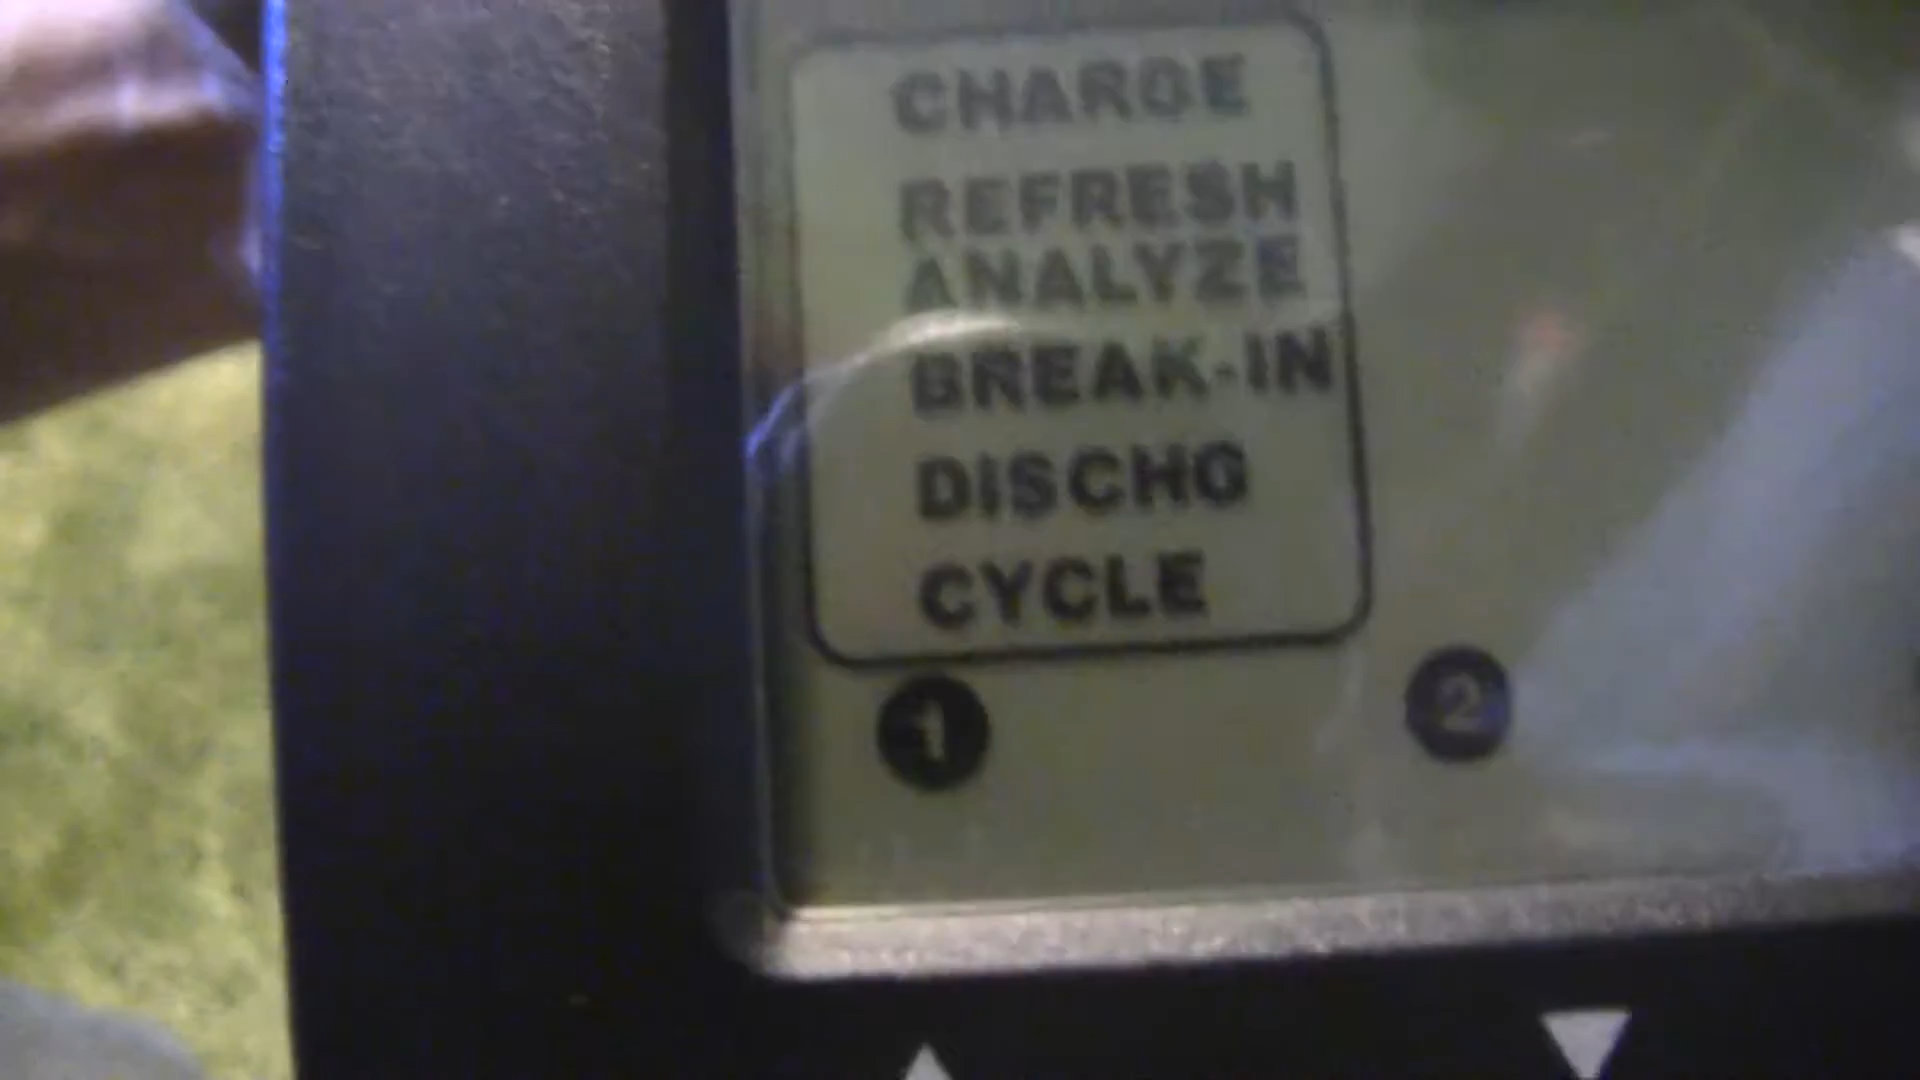 CHARGE
REFRESH
ANALYZE
BREAK-IN
DISCHG
CYCLE
1
2